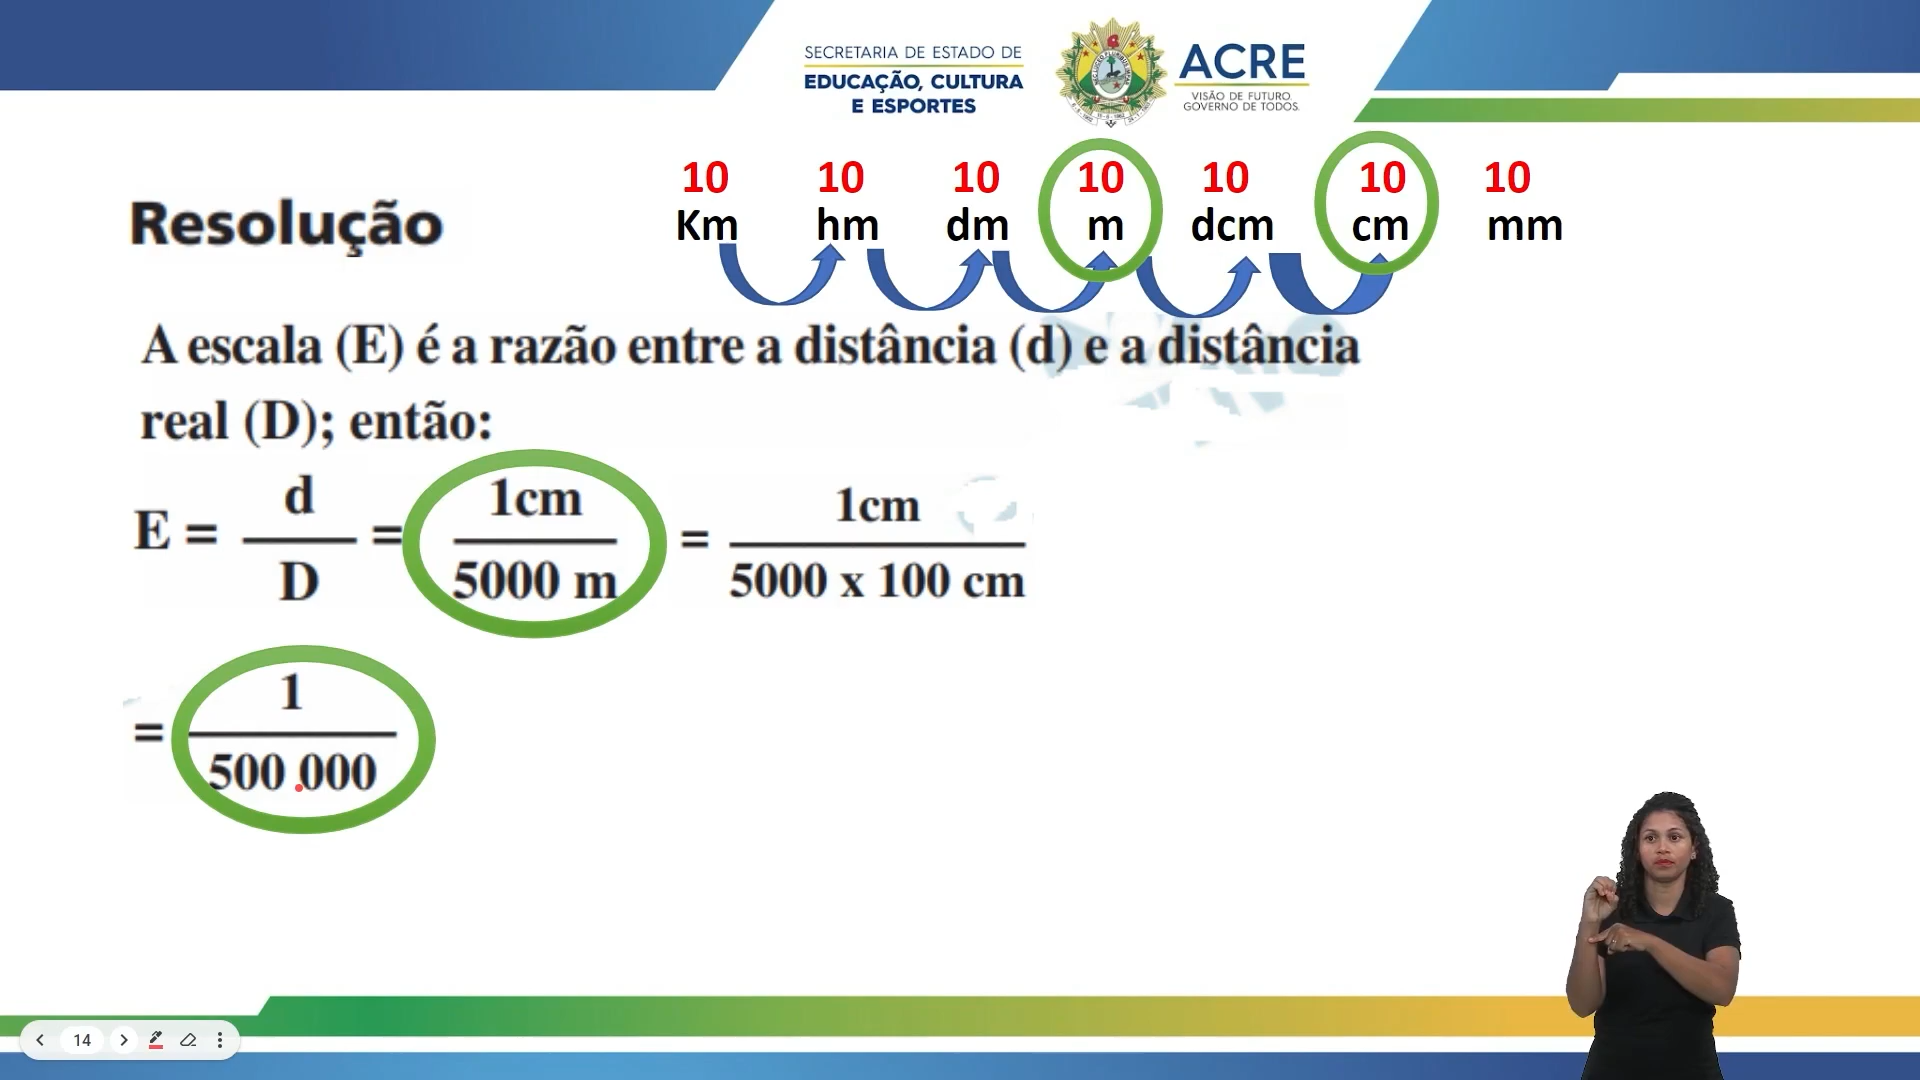 SECRETARIA DE ESTADO DE
EDUCAÇÃO, CULTURA
E ESPORTES
ACRE
VISÃO DE FUTURO.
GOVERNO DE TODOS.
10 10 10 10 10 10 10
Km hm dm m dcm cm mm
Resolução
A escala (E) é a razão entre a distância (d) e a distância
real (D); então:
E = d/D = 1cm/5000 m = 1cm/5000 x 100 cm
= 1/500.000
14